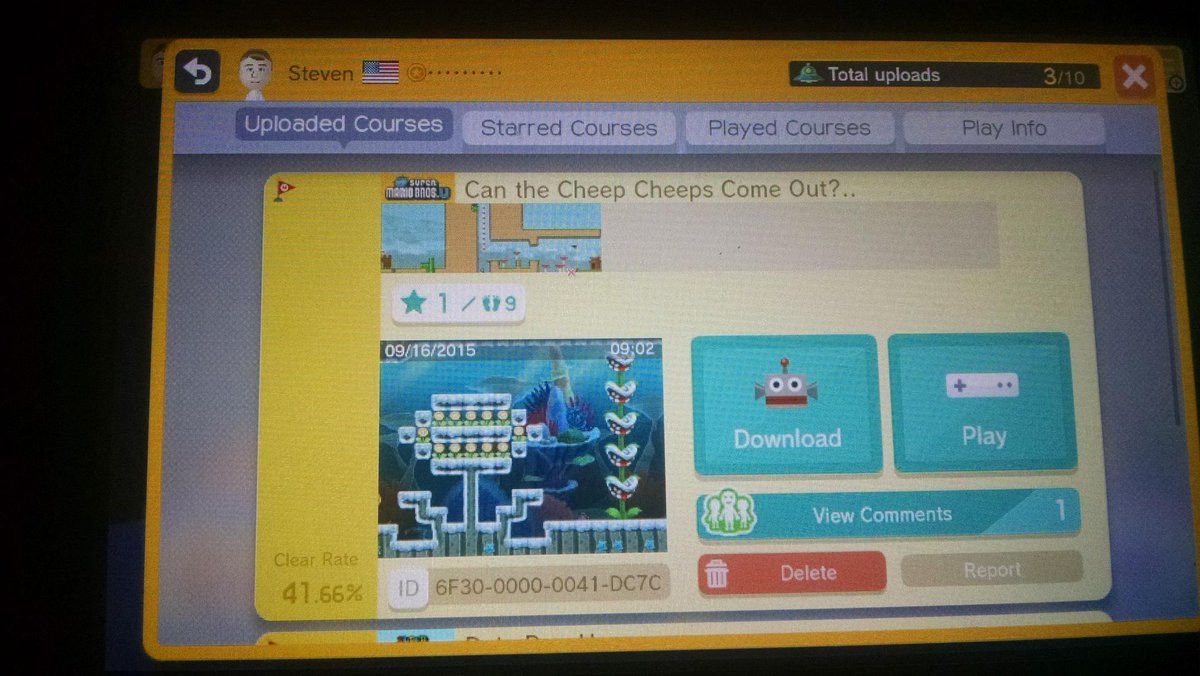 Steven
Total uploads 3/10
Uploaded Courses
Starred Courses
Played Courses
Play Info
SUPER
MARIO BROS. U
Can the Cheep Cheeps Come Out?..
1 / 9
09/16/2015 09:02
Download
Play
View Comments 1
Clear Rate
41.66%
ID 6F30-0000-0041-DC7C
Delete
Report